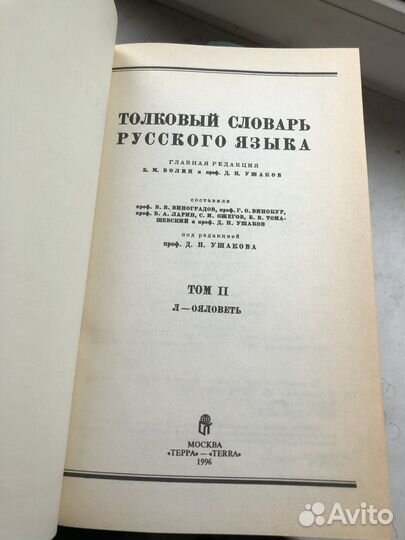 ТОЛКОВЫЙ СЛОВАРЬ
РУССКОГО ЯЗЫКА
ГЛАВНАЯ РЕДАКЦИЯ
Б. М. ВОЛИН и проф. Д. Н. УШАКОВ
составили
проф. В. В. ВИНОГРАДОВ, проф. Г. О. ВИНОКУР,
проф. Б. А. ЛАРИН, С. И. ОЖЕГОВ, Б. В. ТОМА-
ШЕВСКИЙ и проф. Д. Н. УШАКОВ
под редакцией
проф. Д. Н. УШАКОВА
ТОМ II
Л — ОЯЛОВЕТЬ
МОСКВА
«ТЕРРА» — «TERRA»
1996
Avito